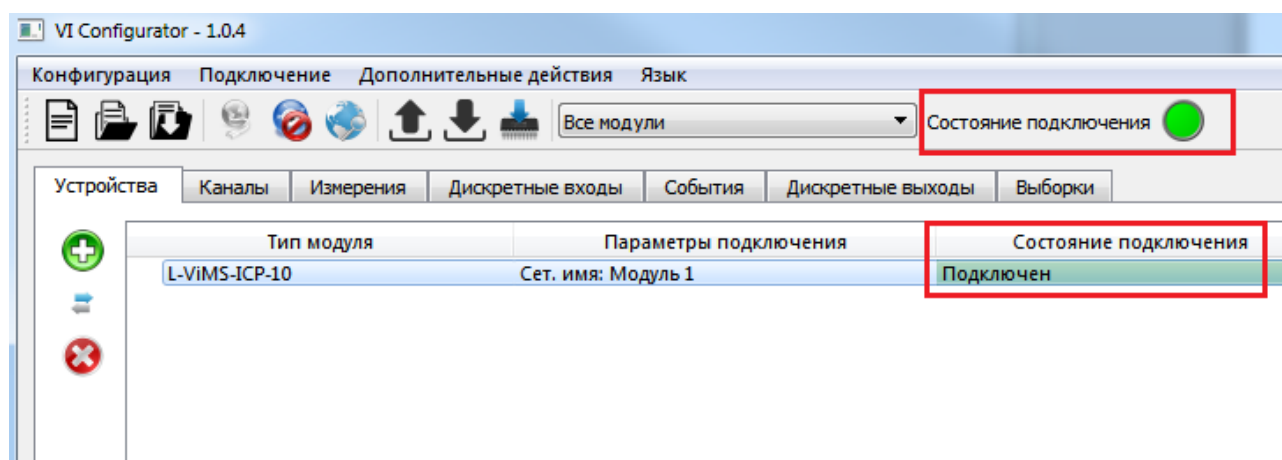 VI Configurator - 1.0.4
Конфигурация Подключение Дополнительные действия Язык
Все модули Состояние подключения
Устройства Каналы Измерения Дискретные входы События Дискретные выходы Выборки
Тип модуля Параметры подключения Состояние подключения
L-ViMS-ICP-10 Сет. имя: Модуль 1 Подключен